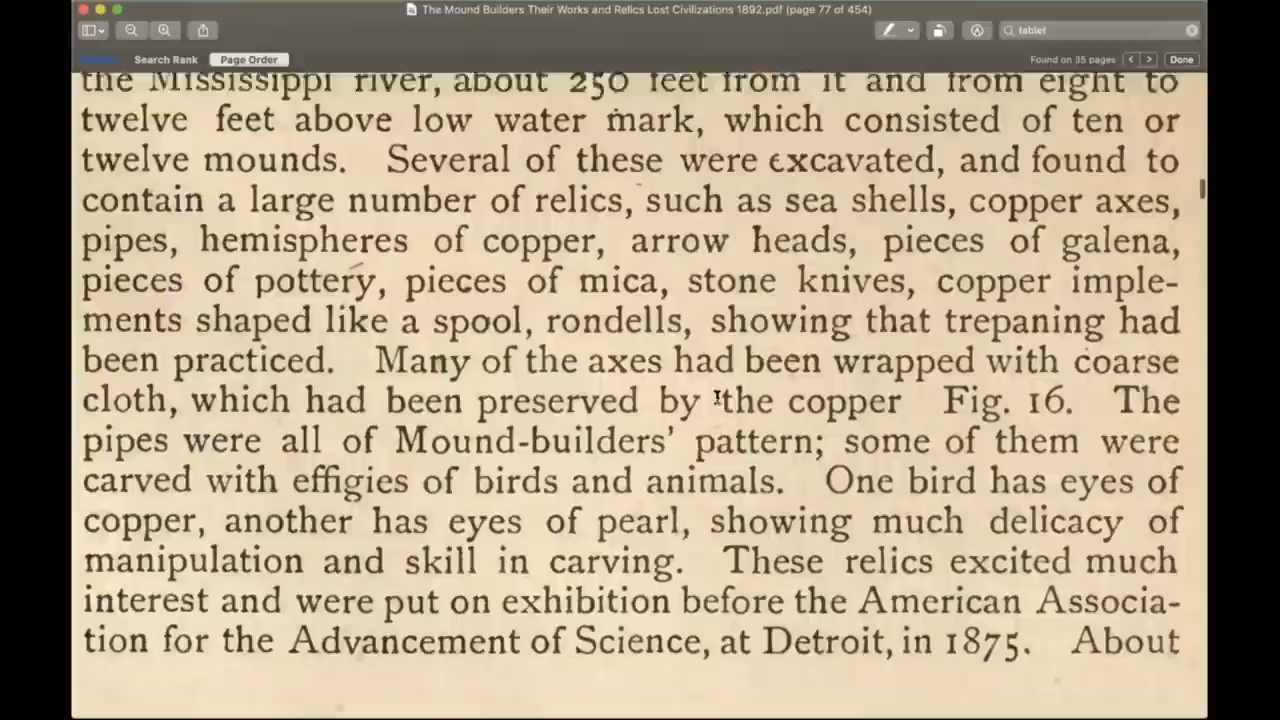 The Mound Builders Their Works and Relics Lost Civilizations 1892.pdf (page 77 of 454)
tablet
Search Rank
Page Order
Found on 35 pages
Done
the Mississippi river, about 250 feet from it and from eight to
twelve feet above low water mark, which consisted of ten or
twelve mounds. Several of these were excavated, and found to
contain a large number of relics, such as sea shells, copper axes,
pipes, hemispheres of copper, arrow heads, pieces of galena,
pieces of pottery, pieces of mica, stone knives, copper imple-
ments shaped like a spool, rondells, showing that trepaning had
been practiced. Many of the axes had been wrapped with coarse
cloth, which had been preserved by the copper Fig. 16. The
pipes were all of Mound-builders' pattern; some of them were
carved with effigies of birds and animals. One bird has eyes of
copper, another has eyes of pearl, showing much delicacy of
manipulation and skill in carving. These relics excited much
interest and were put on exhibition before the American Associa-
tion for the Advancement of Science, at Detroit, in 1875. About